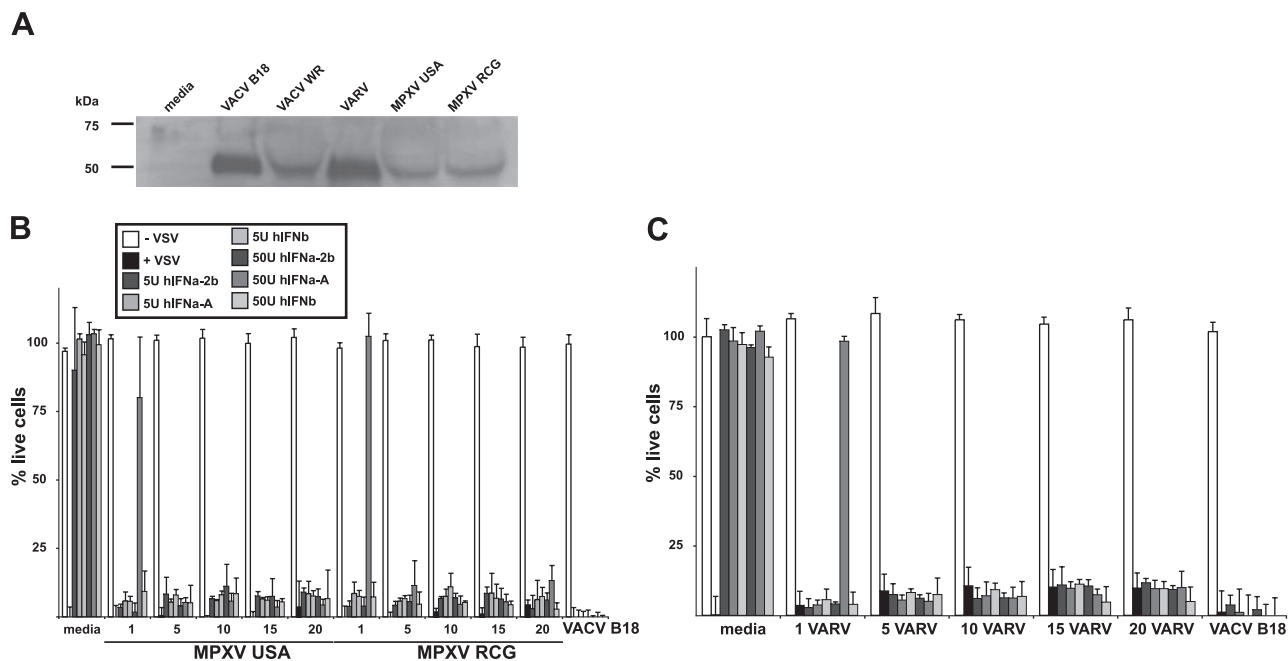 A
kDa
media
VACV B18
VACV WR
VARV
MPXV USA
MPXV RCG
75
50
B
- VSV
+ VSV
5U hIFNa-2b
5U hIFNa-A
5U hIFNb
50U hIFNa-2b
50U hIFNa-A
50U hIFNb
% live cells
100
75
50
25
media 1 5 10 15 20 1 5 10 15 20 VACV B18
MPXV USA MPXV RCG
C
% live cells
100
75
50
25
media 1 VARV 5 VARV 10 VARV 15 VARV 20 VARV VACV B18